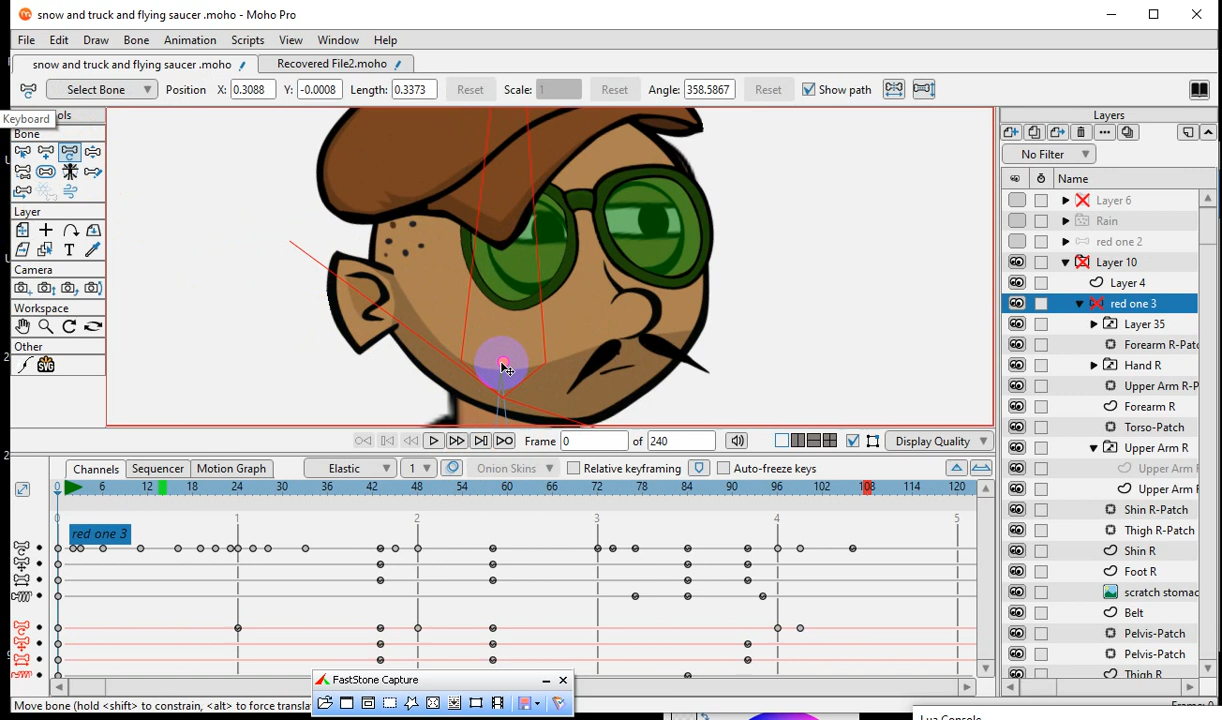 snow and truck and flying saucer .moho - Moho Pro
File Edit Draw Bone Animation Scripts View Window Help
snow and truck and flying saucer .moho Recovered File2.moho
Select Bone Position X: 0.3088 Y: -0.0008 Length: 0.3373 Reset Scale: 1 Reset Angle: 358.5867 Reset Show path
Keyboard
Layers
Bone
No Filter
Name
Layer 6
Rain
Layer
red one 2
Layer 10
Camera
Layer 4
red one 3
Workspace
Layer 35
Other
Forearm R-Patc
Hand R
Upper Arm R-P
Forearm R
Torso-Patch
Frame 0 of 240 Display Quality
Upper Arm R
Channels Sequencer Motion Graph Elastic 1 Onion Skins Relative keyframing Auto-freeze keys
Upper Arm
Upper Arm
0 6 12 18 24 30 36 42 48 54 60 66 72 78 84 90 96 102 108 114 120
Shin R-Patch
0 1 2 3 4 5
Thigh R-Patch
red one 3
Shin R
Foot R
scratch stomac
Belt
Pelvis-Patch
Pelvis-Patch
Thigh R
FastStone Capture
Move bone (hold <shift> to constrain, <alt> to force transla
Frame: 0
Lua Console